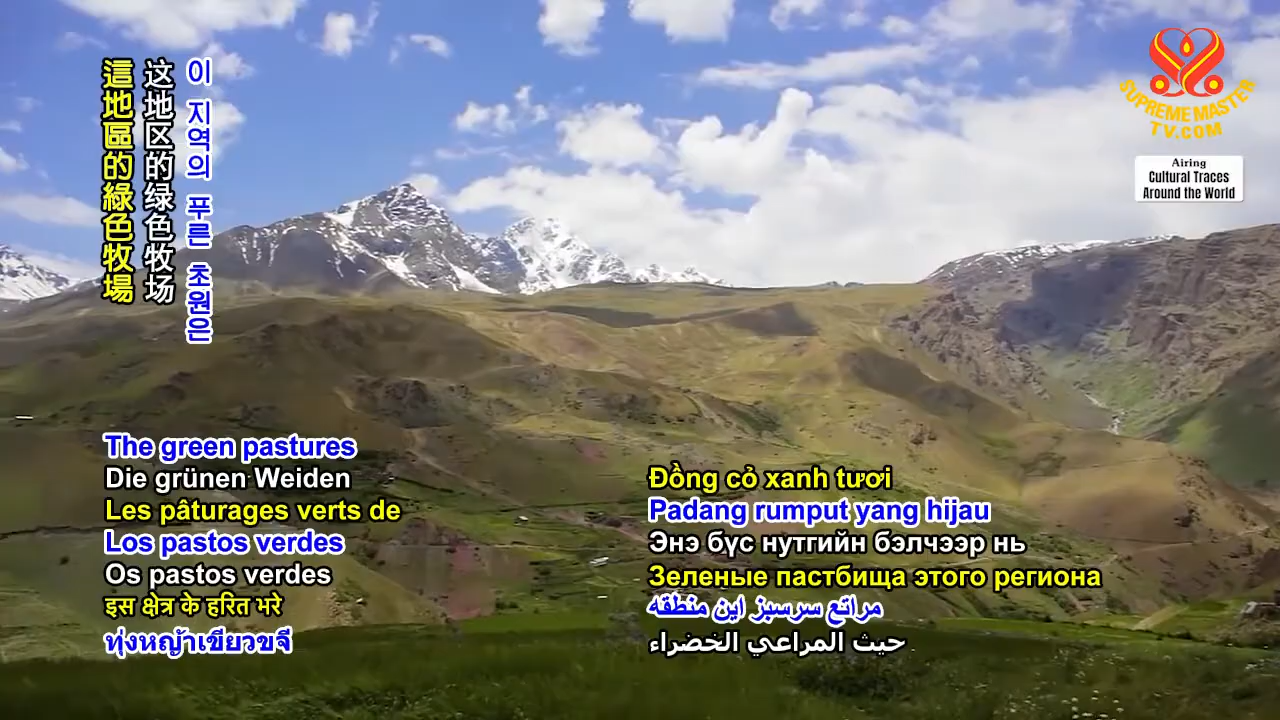 這地區的綠色牧場
这地区的绿色牧场
이 지역의 푸른 초원은
SUPREME MASTER
TV.COM
Airing
Cultural Traces
Around the World
The green pastures
Die grünen Weiden
Les pâturages verts de
Los pastos verdes
Os pastos verdes
इस क्षेत्र के हरित भरे
ทุ่งหญ้าเขียวขจี
Đồng cỏ xanh tươi
Padang rumput yang hijau
Энэ бүс нутгийн бэлчээр нь
Зеленые пастбища этого региона
مراتع سرسبز این منطقه
حيث المراعي الخضراء